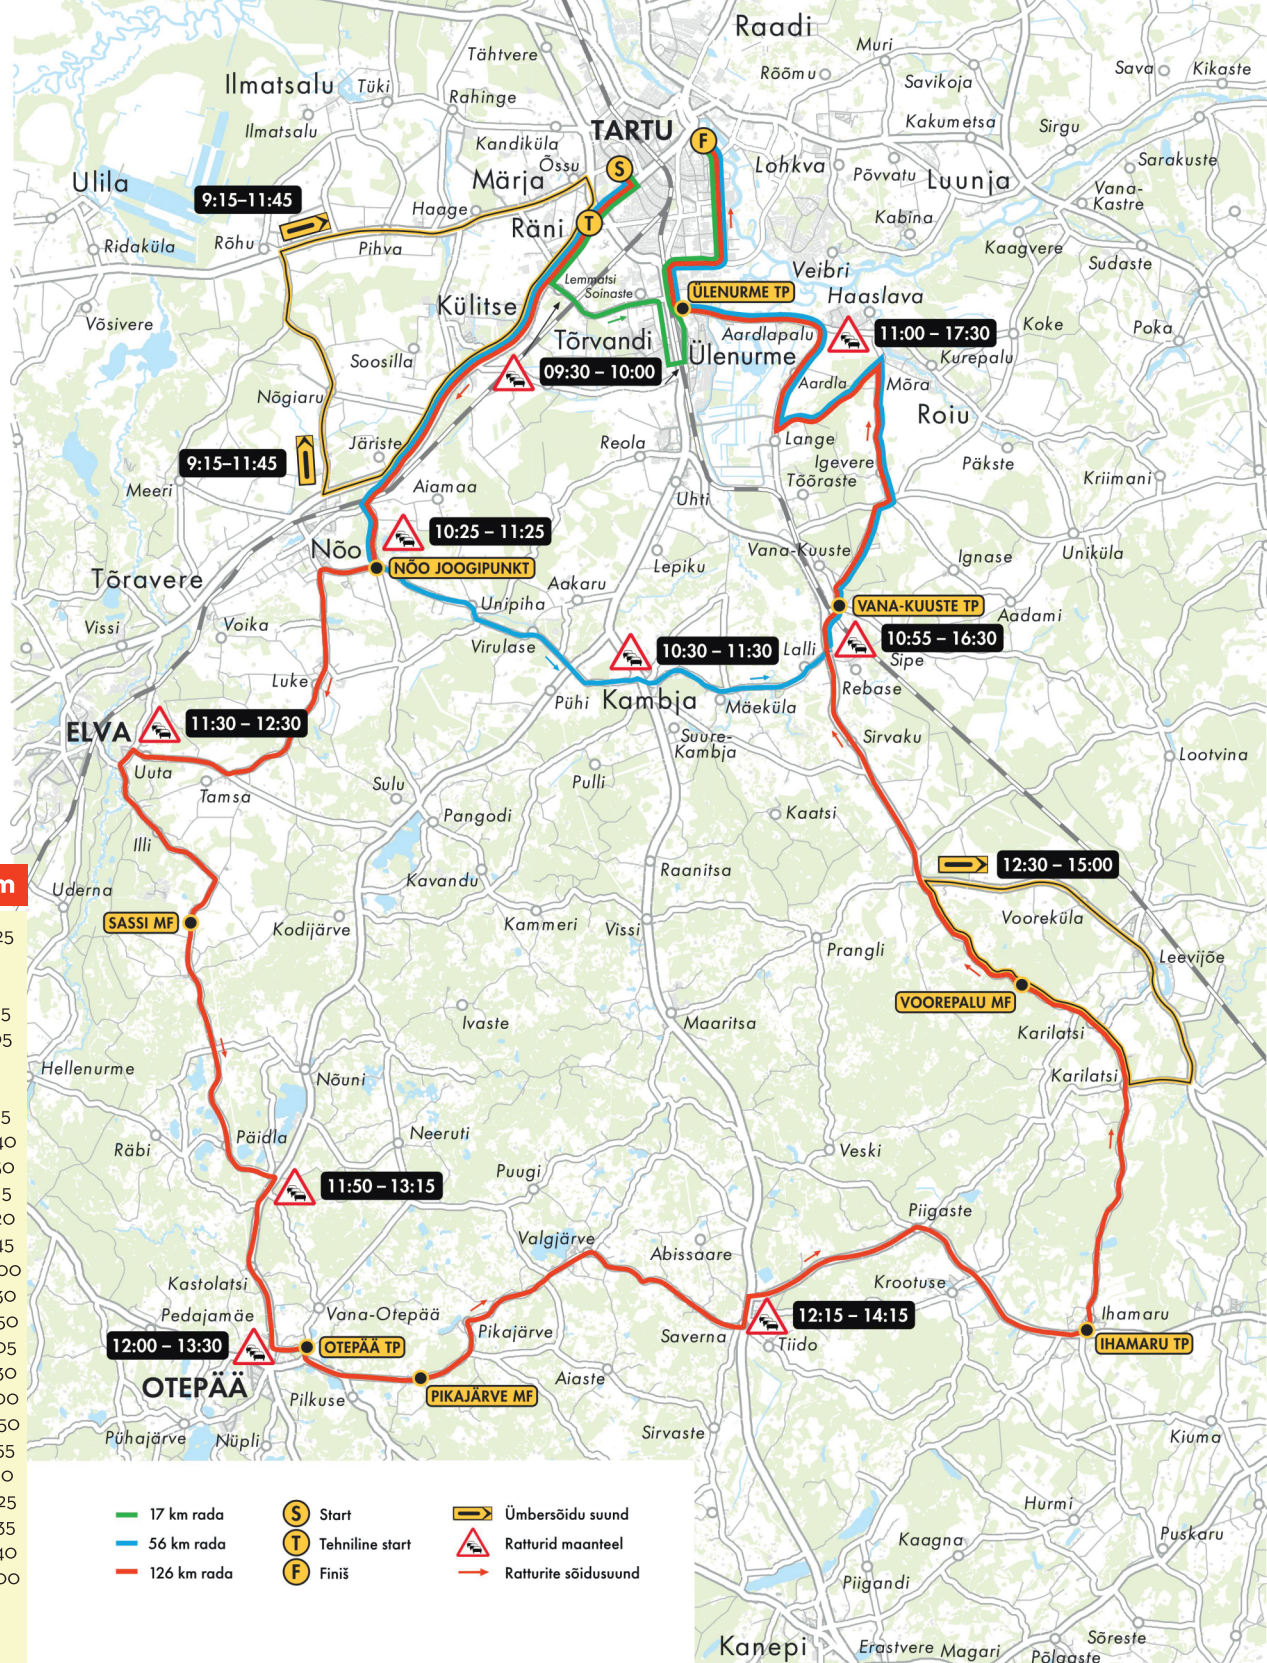 Raadi
Muri
Tähtvere
Rõõmu
Sava
Kikaste
Ilmatsalu
Tüki
Savikoja
Rahinge
Ilmatsalu
Kandiküla
TARTU
F
Kakumetsa
Sirgu
Õssu
S
Lohkva
Sarakuste
Ulila
Märja
Põvvatu
Luunja
9:15–11:45
Vana-
Kastre
Haage
Räni
T
Kabina
Ridaküla
Rõhu
Pihva
Kaagvere
Sudaste
Veibri
Lemmatsi
Soinaste
ÜLENURME TP
Haaslava
Külitse
Võsivere
Koke
Poka
Tõrvandi
Aardlapalu
11:00 – 17:30
Soosilla
Ülenurme
Kurepalu
09:30 – 10:00
Aardla
Mõra
Nõgiaru
Roiu
Järiste
Reola
Lange
9:15–11:45
Igevere
Päkste
Meeri
Aiamaa
Tõõraste
Kriimani
Uhti
10:25 – 11:25
Nõo
Vana-Kuuste
Ignase
Uniküla
NÕO JOOGIPUNKT
Lepiku
Tõravere
Aakaru
Unipiha
VANA-KUUSTE TP
Aadami
Vissi
Voika
Virulase
10:30 – 11:30
Lalli
10:55 – 16:30
Sipe
Luke
Rebase
Pühi
Kambja
Mäeküla
11:30 – 12:30
ELVA
Suure-
Kambja
Sirvaku
Lootvina
Uuta
Pulli
Tamsa
Sulu
Kaatsi
Pangodi
Illi
12:30 – 15:00
Raanitsa
m
Uderna
Kavandu
Vooreküla
SASSI MF
Kodijärve
Kammeri
Vissi
25
Prangli
Leevijõe
VOOREPALU MF
5
Ivaste
Maaritsa
Karilatsi
Hellenurme
Nõuni
Karilatsi
5
Räbi
Päidla
Neeruti
40
Veski
Puugi
11:50 – 13:15
Piigaste
20
Valgjärve
Abissaare
45
Kastolatsi
Krootuse
Pedajamäe
Vana-Otepää
12:15 – 14:15
Ihamaru
Pikajärve
Saverna
Tiido
12:00 – 13:30
OTEPÄÄ TP
IHAMARU TP
OTEPÄÄ
Aiaste
PIKAJÄRVE MF
Pilkuse
Sirvaste
Pühajärve
Nüpli
Kiuma
55
25
Hurmi
17 km rada
S
Start
Ümbersõidu suund
35
Puskaru
56 km rada
T
Tehniline start
Ratturid maanteel
Kaagna
40
126 km rada
F
Finiš
Ratturite sõidusuund
Piigandi
Kanepi
Erastvere
Magari
Sõreste
Põlgaste